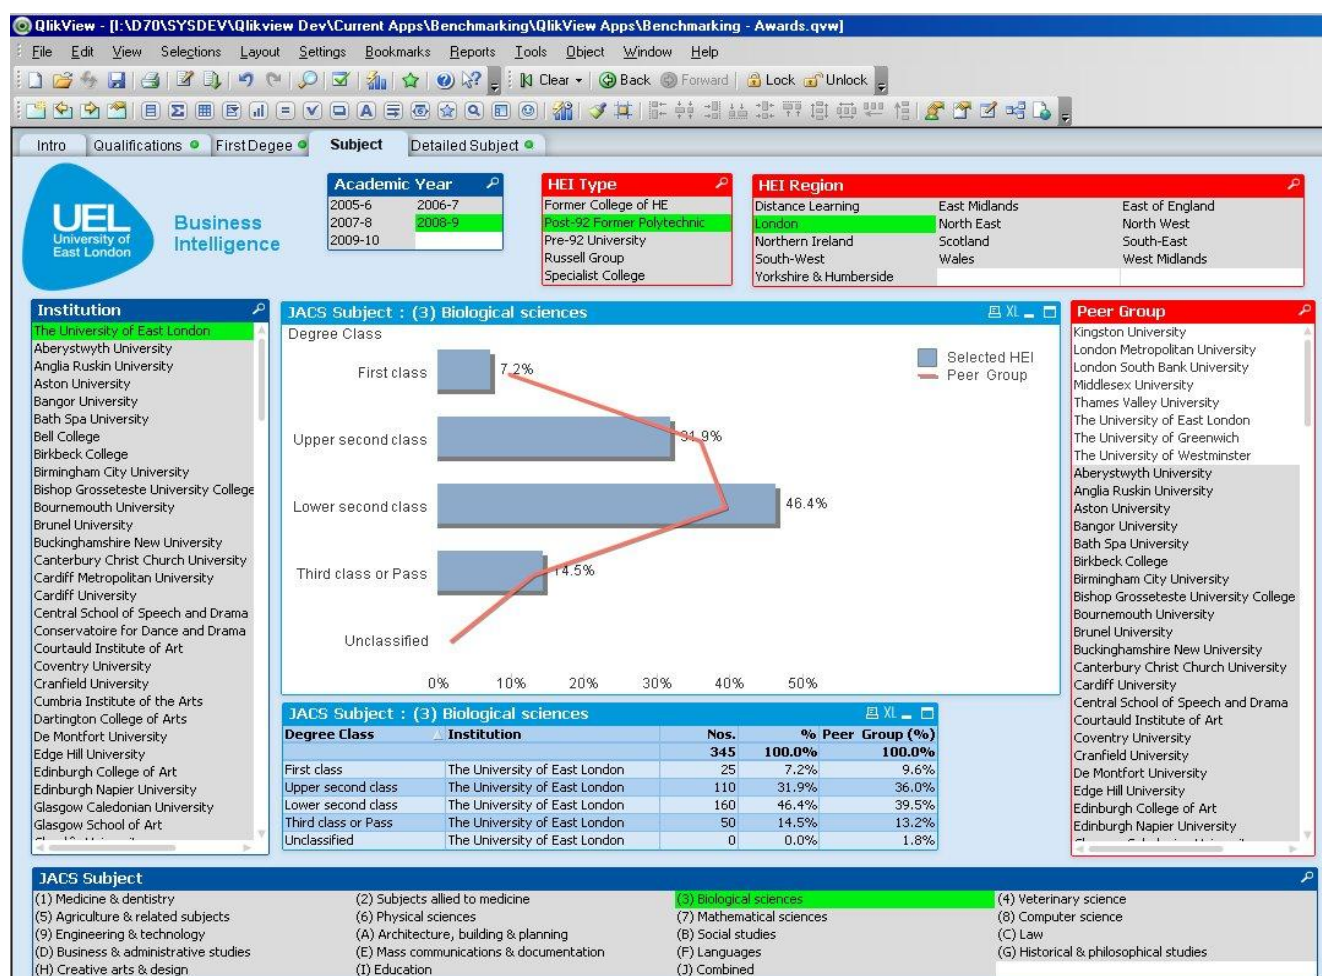 QlikView - [I:\D70\SYSDEV\Qlikview Dev\Current Apps\Benchmarking\QlikView Apps\Benchmarking - Awards.qvw]
File Edit View Selections Layout Settings Bookmarks Reports Tools Object Window Help
Clear Back Forward Lock Unlock
Intro Qualifications First Degee Subject Detailed Subject
UEL
University of
East London
Business
Intelligence
Academic Year
2005-6 2006-7
2007-8 2008-9
2009-10
HEI Type
Former College of HE
Post-92 Former Polytechnic
Pre-92 University
Russell Group
Specialist College
HEI Region
Distance Learning East Midlands East of England
London North East North West
Northern Ireland Scotland South-East
South-West Wales West Midlands
Yorkshire & Humberside
Institution
The University of East London
Aberystwyth University
Anglia Ruskin University
Aston University
Bangor University
Bath Spa University
Bell College
Birkbeck College
Birmingham City University
Bishop Grosseteste University College
Bournemouth University
Brunel University
Buckinghamshire New University
Canterbury Christ Church University
Cardiff Metropolitan University
Cardiff University
Central School of Speech and Drama
Conservatoire for Dance and Drama
Courtauld Institute of Art
Coventry University
Cranfield University
Cumbria Institute of the Arts
Dartington College of Arts
De Montfort University
Edge Hill University
Edinburgh College of Art
Edinburgh Napier University
Glasgow Caledonian University
Glasgow School of Art
JACS Subject : (3) Biological sciences XL
Degree Class
First class 7.2%
Upper second class 31.9%
Lower second class 46.4%
Third class or Pass 14.5%
Unclassified
0% 10% 20% 30% 40% 50%
Selected HEI
Peer Group
JACS Subject : (3) Biological sciences XL
Degree Class Institution Nos. % Peer Group (%)
345 100.0% 100.0%
First class The University of East London 25 7.2% 9.6%
Upper second class The University of East London 110 31.9% 36.0%
Lower second class The University of East London 160 46.4% 39.5%
Third class or Pass The University of East London 50 14.5% 13.2%
Unclassified The University of East London 0 0.0% 1.8%
Peer Group
Kingston University
London Metropolitan University
London South Bank University
Middlesex University
Thames Valley University
The University of East London
The University of Greenwich
The University of Westminster
Aberystwyth University
Anglia Ruskin University
Aston University
Bangor University
Bath Spa University
Birkbeck College
Birmingham City University
Bishop Grosseteste University College
Bournemouth University
Brunel University
Buckinghamshire New University
Canterbury Christ Church University
Cardiff University
Central School of Speech and Drama
Courtauld Institute of Art
Coventry University
Cranfield University
De Montfort University
Edge Hill University
Edinburgh College of Art
Edinburgh Napier University
JACS Subject
(1) Medicine & dentistry (2) Subjects allied to medicine (3) Biological sciences (4) Veterinary science
(5) Agriculture & related subjects (6) Physical sciences (7) Mathematical sciences (8) Computer science
(9) Engineering & technology (A) Architecture, building & planning (B) Social studies (C) Law
(D) Business & administrative studies (E) Mass communications & documentation (F) Languages (G) Historical & philosophical studies
(H) Creative arts & design (I) Education (J) Combined